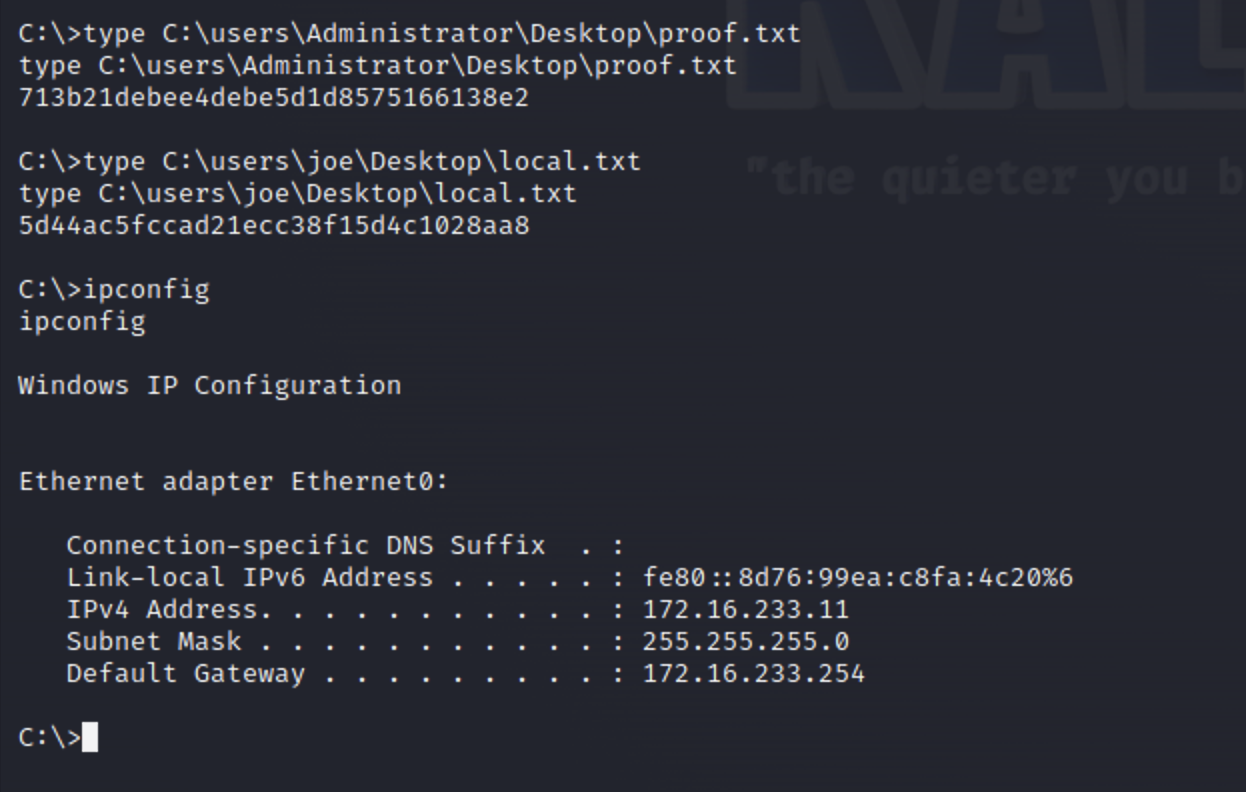 C:\>type C:\users\Administrator\Desktop\proof.txt
type C:\users\Administrator\Desktop\proof.txt
713b21debee4debe5d1d8575166138e2
C:\>type C:\users\joe\Desktop\local.txt
"the quieter you b
type C:\users\joe\Desktop\local.txt
5d44ac5fccad21ecc38f15d4c1028aa8
C:\>ipconfig
ipconfig
Windows IP Configuration
Ethernet adapter Ethernet0:
Connection-specific DNS Suffix  . :
Link-local IPv6 Address . . . . . : fe80::8d76:99ea:c8fa:4c20%6
IPv4 Address. . . . . . . . . . . : 172.16.233.11
Subnet Mask . . . . . . . . . . . : 255.255.255.0
Default Gateway . . . . . . . . . : 172.16.233.254
C:\>